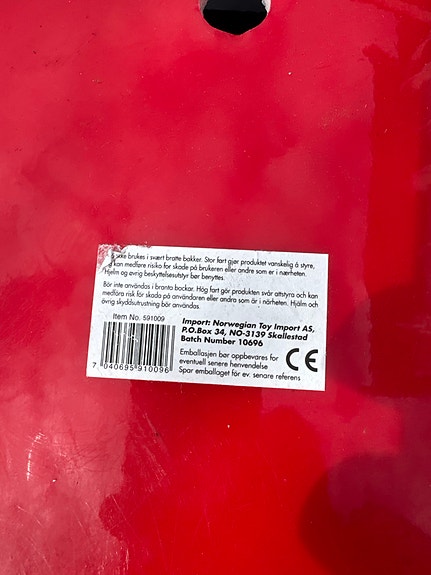 ikke brukes i svært bratte bakker. Stor fart gjør produktet vanskelig å styre,
kan medføre risiko for skade på brukeren eller andre som er i nærheten.
Hjelm og øvrig beskyttelsesutstyr bør benyttes.
Bör inte användas i branta backar. Hög fart gör produkten svår attstyra och kan
medföra risk för skada på användaren eller andra som är i närheten. Hjälm och
övrig skyddsutrustning bör användas.
Item No. 591009
Import: Norwegian Toy Import AS,
P.O.Box 34, NO-3139 Skallestad
Batch Number 10696
Emballasjen bør oppbevares for
eventuell senere henvendelse
Spar emballaget för ev. senare referens
CE
7 040695 910096